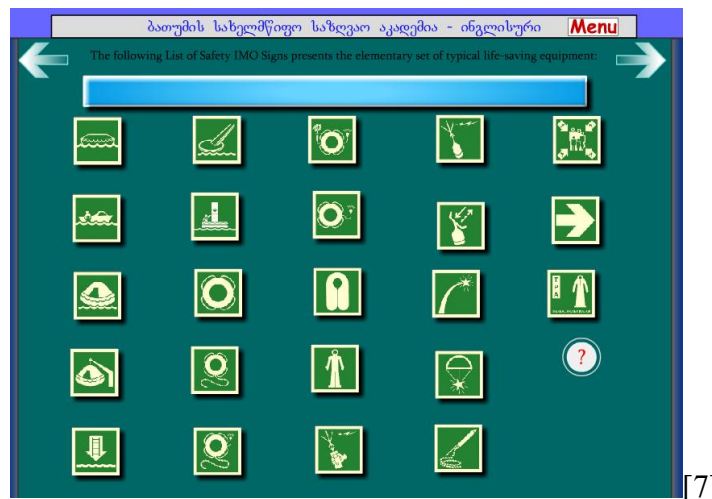 ბათუმის სახელმწიფო საზღვაო აკადემია - ინგლისური Menu
The following List of Safety IMO Signs presents the elementary set of typical life-saving equipment:
T P A
?
[7]